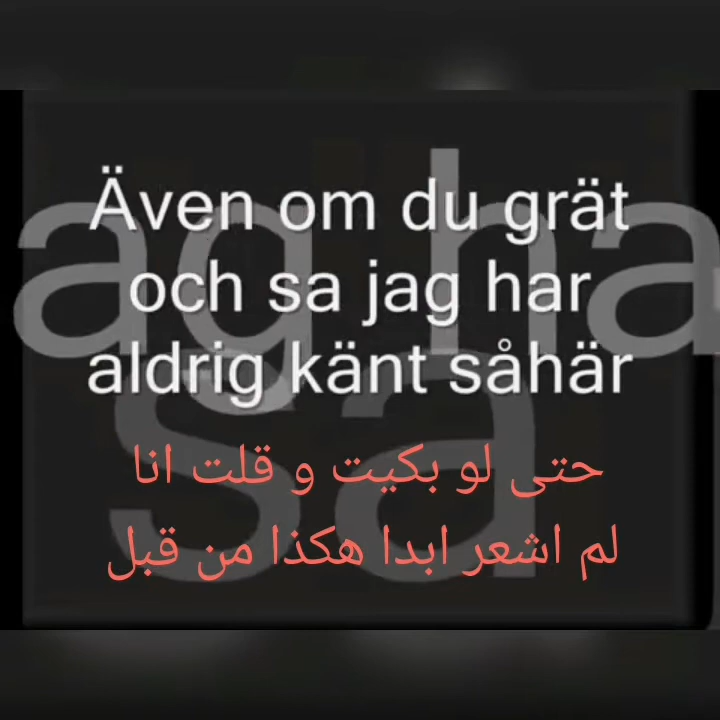 Även om du grät
och sa jag har
aldrig känt såhär
حتى لو بكيت و قلت انا
لم اشعر ابدا هكذا من قبل